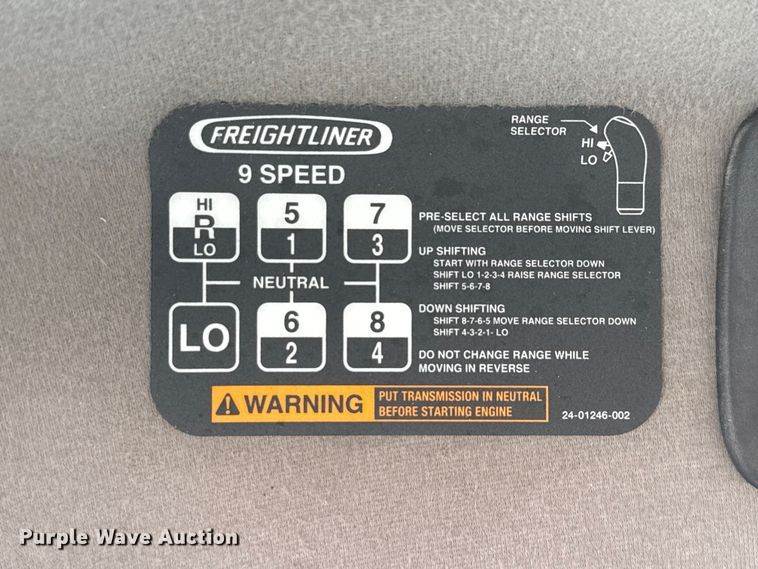 FREIGHTLINER
9 SPEED
RANGE
SELECTOR
HI
LO
HI
R
LO
5
1
7
3
NEUTRAL
LO
6
2
8
4
PRE-SELECT ALL RANGE SHIFTS
(MOVE SELECTOR BEFORE MOVING SHIFT LEVER)
UP SHIFTING
START WITH RANGE SELECTOR DOWN
SHIFT LO 1-2-3-4 RAISE RANGE SELECTOR
SHIFT 5-6-7-8
DOWN SHIFTING
SHIFT 8-7-6-5 MOVE RANGE SELECTOR DOWN
SHIFT 4-3-2-1- LO
DO NOT CHANGE RANGE WHILE
MOVING IN REVERSE
WARNING
PUT TRANSMISSION IN NEUTRAL
BEFORE STARTING ENGINE
24-01246-002
Purple Wave Auction